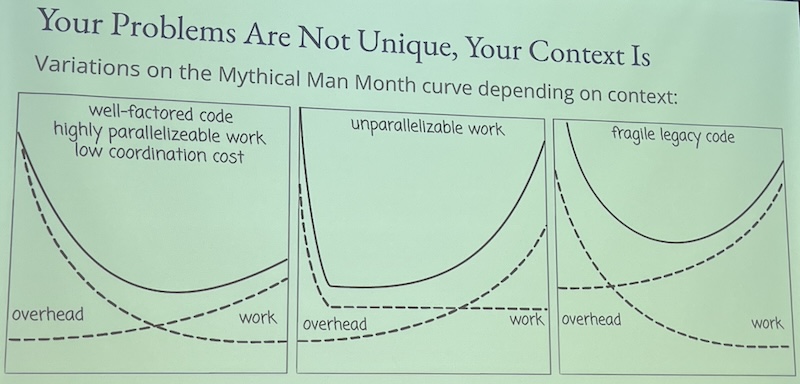 Your Problems Are Not Unique, Your Context Is
Variations on the Mythical Man Month curve depending on context:
well-factored code
highly parallelizeable work
low coordination cost
overhead
work
unparallelizable work
overhead
work
fragile legacy code
overhead
work